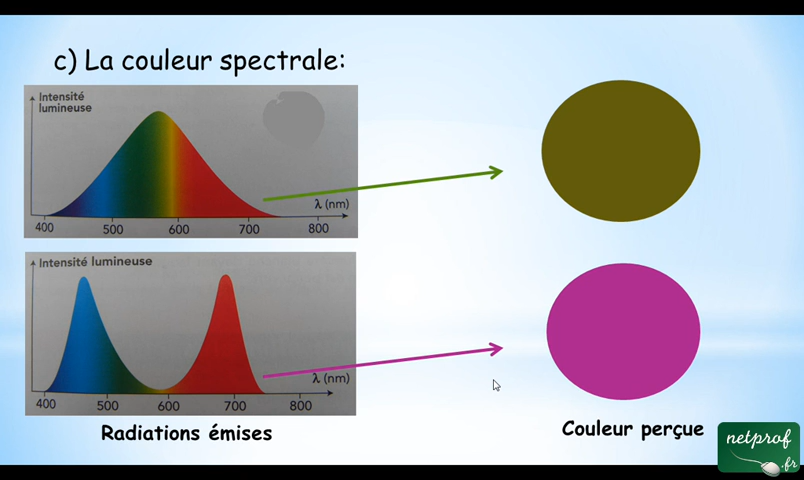 c) La couleur spectrale:
Intensité
lumineuse
λ (nm)
400 500 600 700 800
Intensité lumineuse
λ (nm)
400 500 600 700 800
Radiations émises
Couleur perçue
netprof
.fr